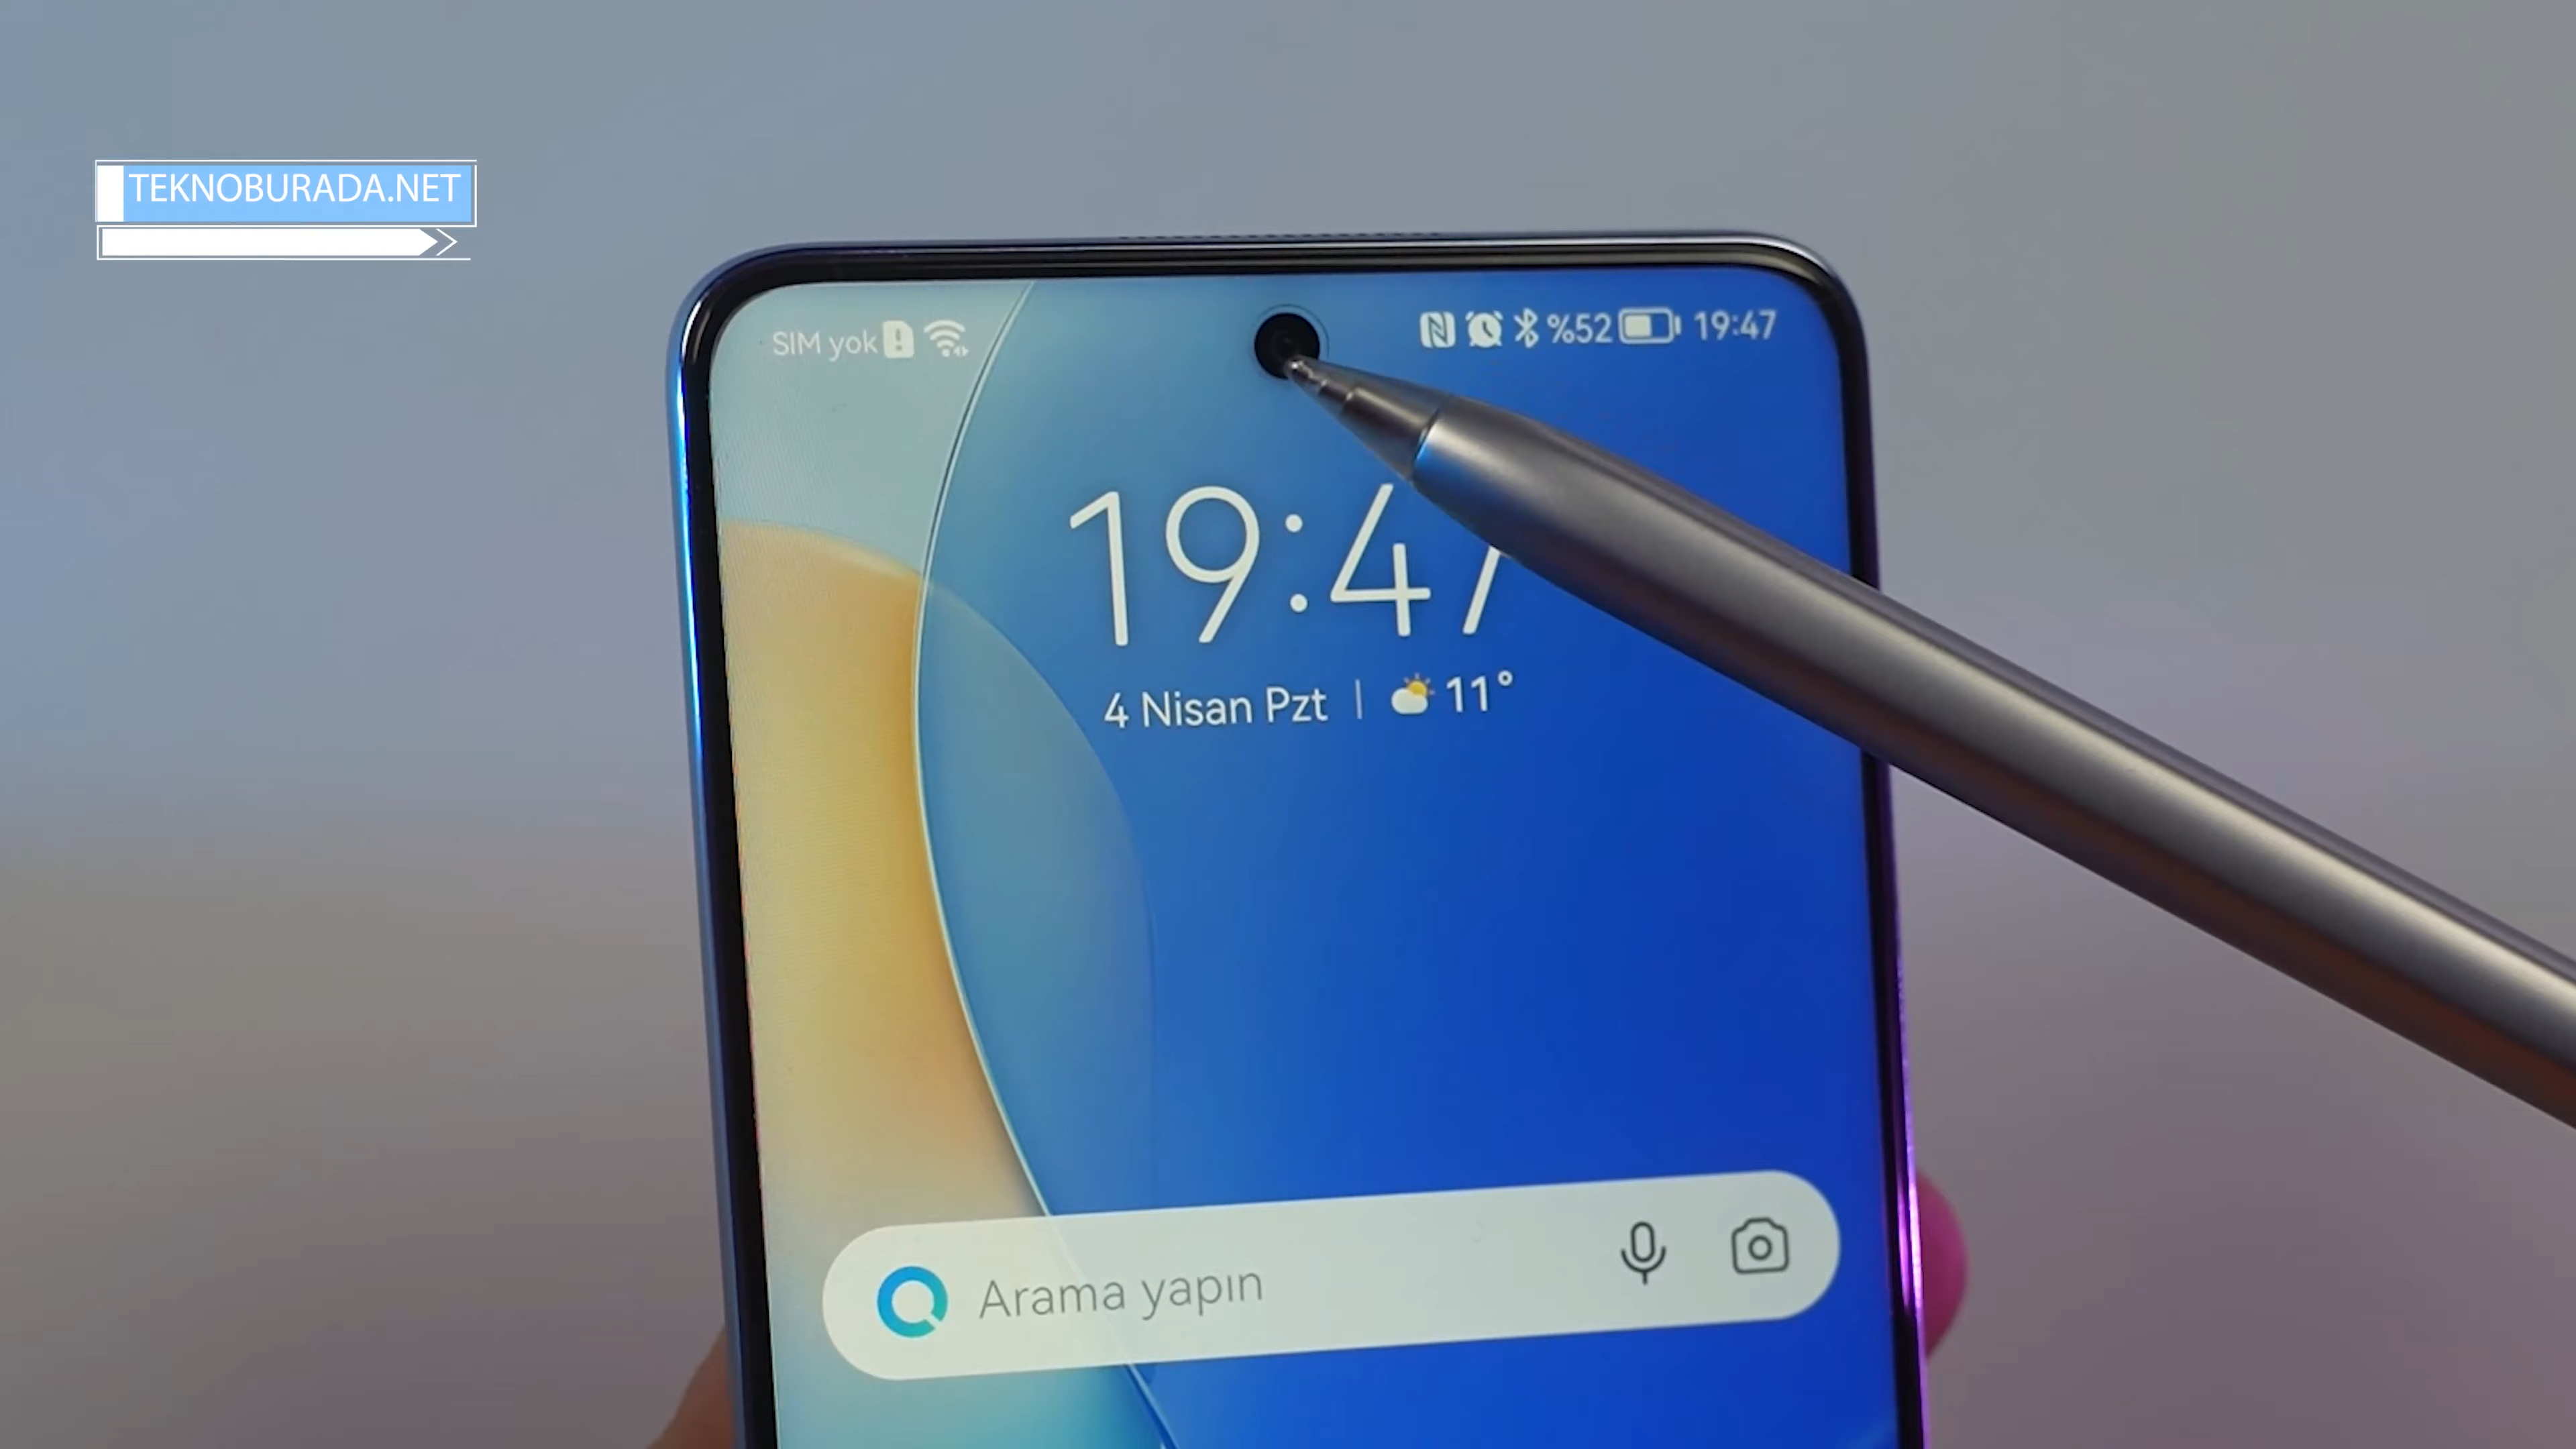 TEKNOBURADA.NET
SIM yok
%52 19:47
19:47
4 Nisan Pzt | 11°
Arama yapın